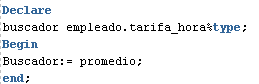 Declare
buscador empleado.tarifa_hora%type;
Begin
Buscador:= promedio;
end;